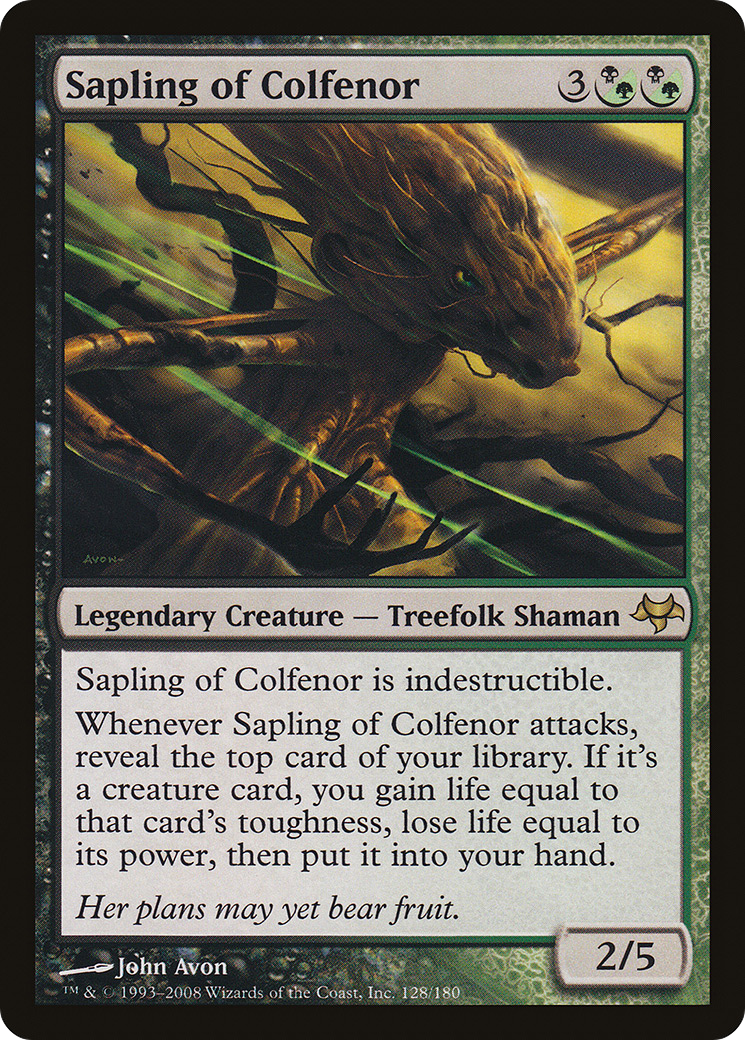 Sapling of Colfenor 3
AVON-
Legendary Creature — Treefolk Shaman
Sapling of Colfenor is indestructible.
Whenever Sapling of Colfenor attacks,
reveal the top card of your library. If it's
a creature card, you gain life equal to
that card's toughness, lose life equal to
its power, then put it into your hand.
Her plans may yet bear fruit.
2/5
John Avon
™ & © 1993–2008 Wizards of the Coast, Inc. 128/180